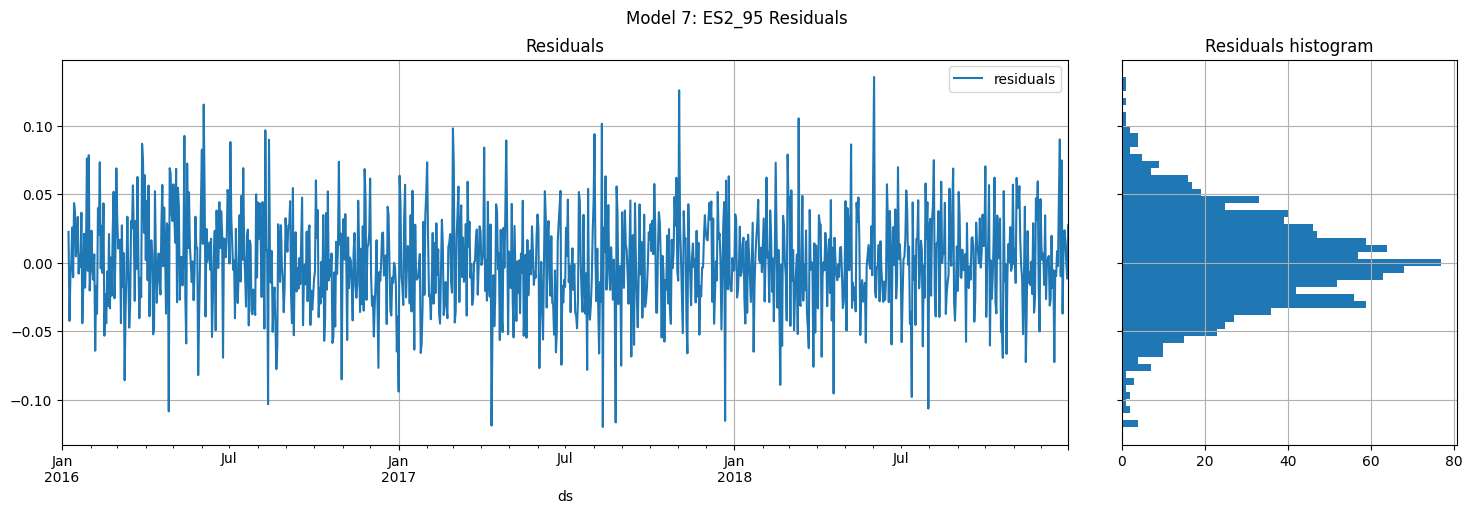 Model 7: ES2_95 Residuals
Residuals
residuals
0.10
0.05
0.00
−0.05
−0.10
Jan
2016
Jul
Jan
2017
Jul
Jan
2018
Jul
ds
Residuals histogram
0
20
40
60
80